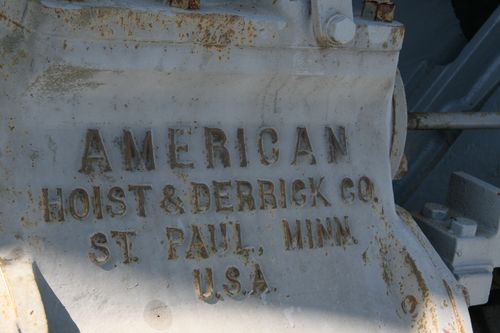 AMERICAN
HOIST & DERRICK CO.
ST. PAUL, MINN.
U.S.A.